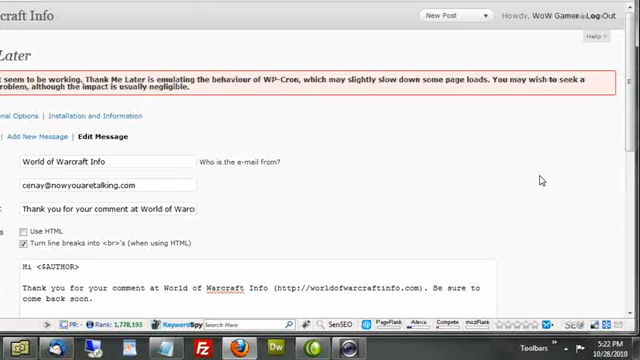 craft Info
New Post
Howdy, WoW Gamer | Log Out
Help
Later
t seem to be working. Thank Me Later is emulating the behaviour of WP-Cron, which may slightly slow down some page loads. You may wish to seek a
roblem, although the impact is usually negligible.
nal Options | Installation and Information
| Add New Message | Edit Message
World of Warcraft Info
Who is the e-mail from?
cenay@nowyouaretalking.com
Thank you for your comment at World of Warc
Use HTML
Turn line breaks into <br>'s (when using HTML)
Hi <$AUTHOR>
Thank you for your comment at World of Warcraft Info (http://worldofwarcraftinfo.com). Be sure to
come back soon.
PR: - Rank: 1,778,193 KeywordSpy Search Here SenSEO PageRank Alexa Compete mozRank
Toolbars
5:22 PM
10/28/2010